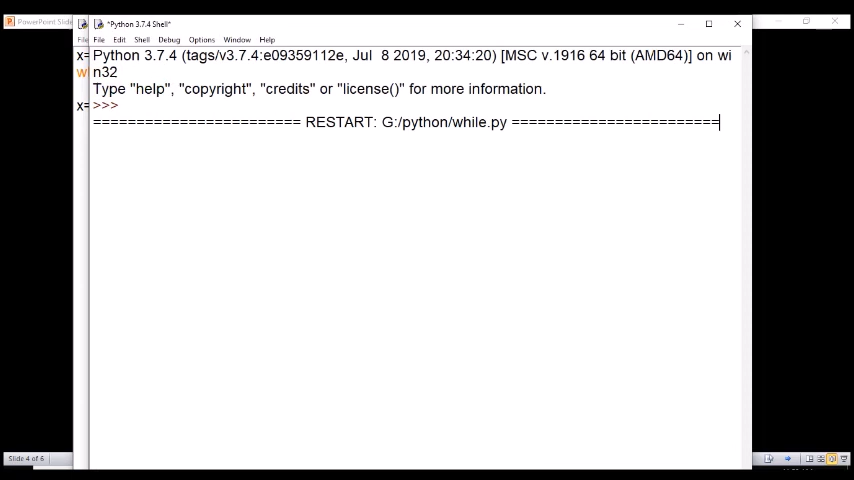 PowerPoint Slid
*Python 3.7.4 Shell*
File Edit Shell Debug Options Window Help
x= Python 3.7.4 (tags/v3.7.4:e09359112e, Jul  8 2019, 20:34:20) [MSC v.1916 64 bit (AMD64)] on wi
w n32
Type "help", "copyright", "credits" or "license()" for more information.
x= >>>
======================== RESTART: G:/python/while.py ========================
Slide 4 of 6